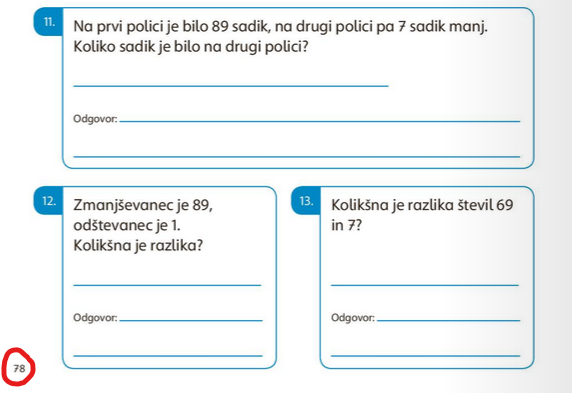 11.
Na prvi polici je bilo 89 sadik, na drugi polici pa 7 sadik manj.
Koliko sadik je bilo na drugi polici?
Odgovor:
12.
Zmanjševanec je 89,
odštevanec je 1.
Kolikšna je razlika?
Odgovor:
13.
Kolikšna je razlika števil 69
in 7?
Odgovor:
78